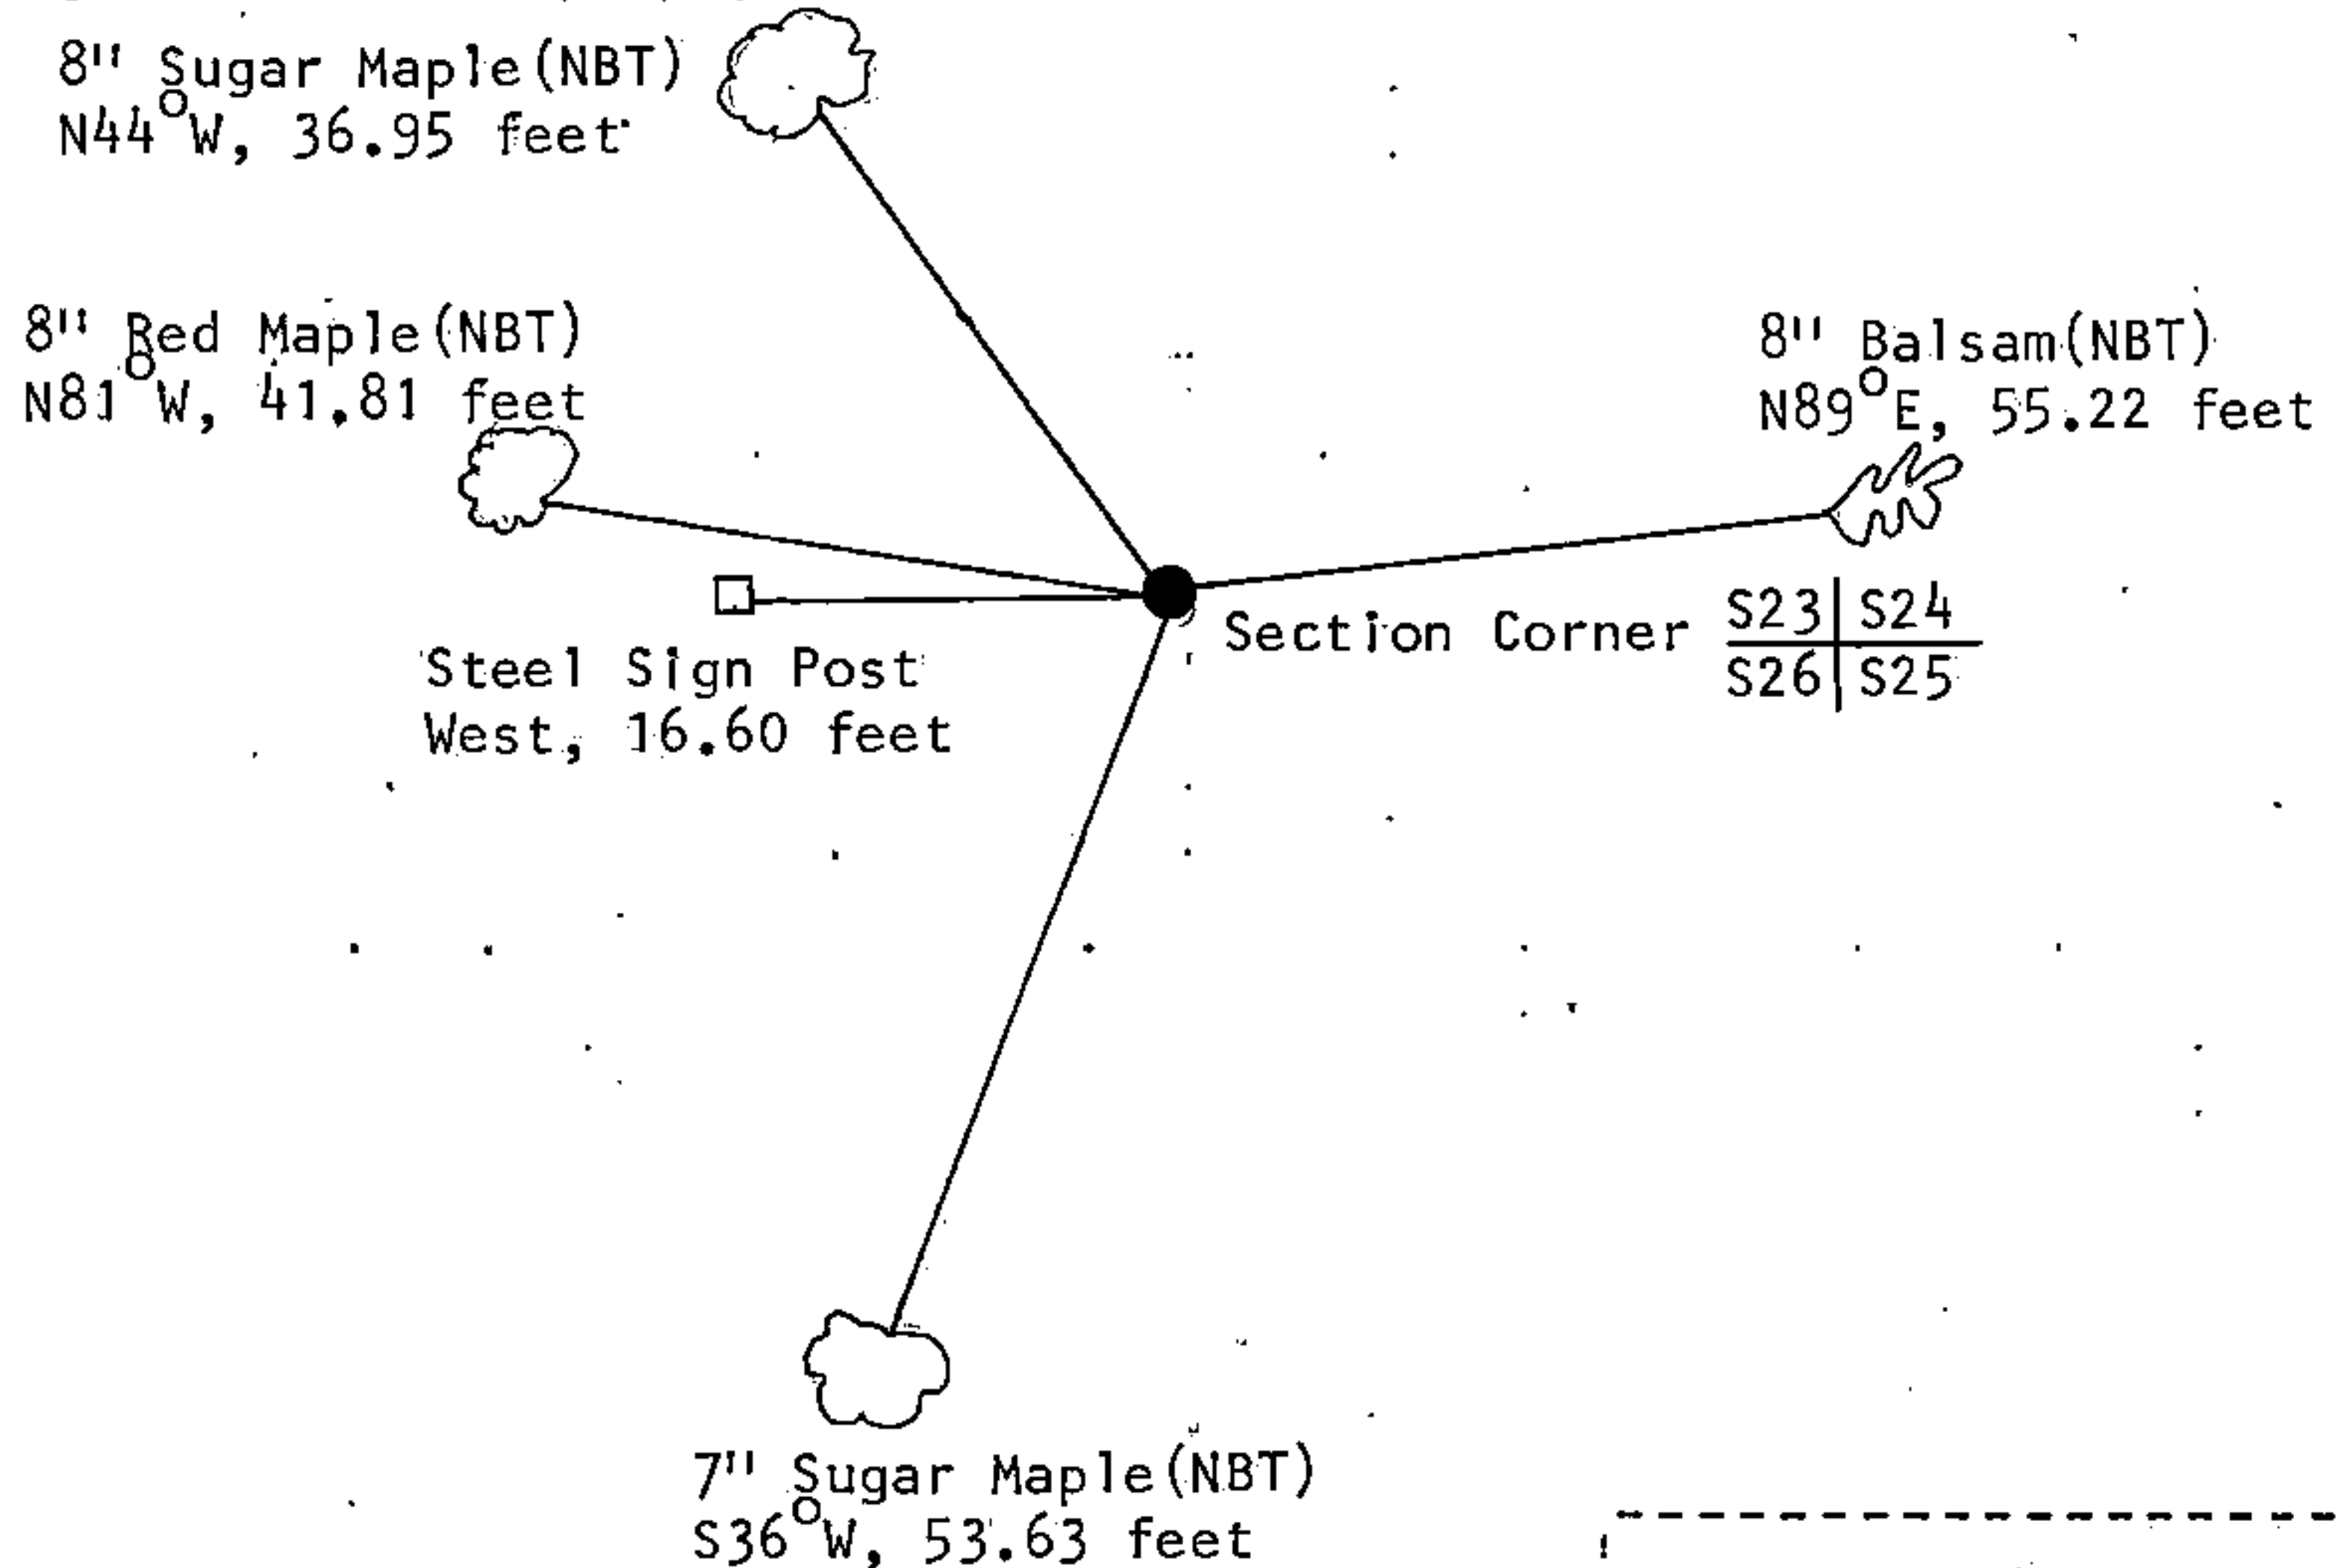 8" Sugar Maple(NBT)
N44°W, 36.95 feet
8" Red Maple(NBT)
N81°W, 41.81 feet
8" Balsam(NBT)
N89°E, 55.22 feet
Steel Sign Post
West, 16.60 feet
Section Corner
S23 S24
S26 S25
7" Sugar Maple(NBT)
S36°W, 53.63 feet